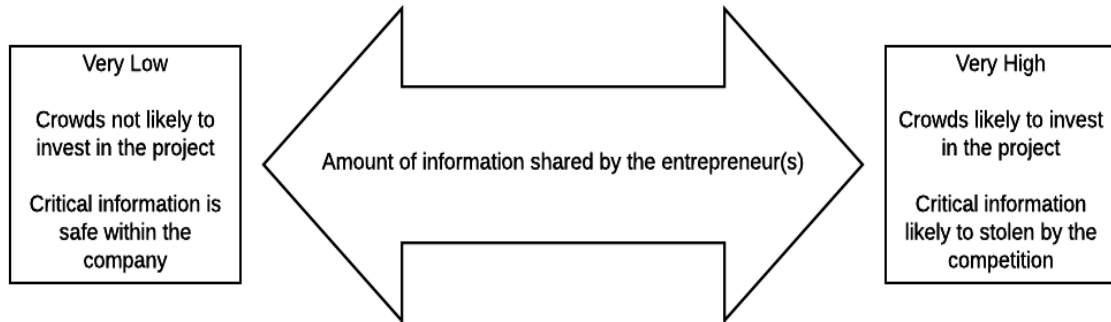 Very Low
Crowds not likely to
invest in the project
Critical information is
safe within the
company
Amount of information shared by the entrepreneur(s)
Very High
Crowds likely to invest
in the project
Critical information
likely to stolen by the
competition